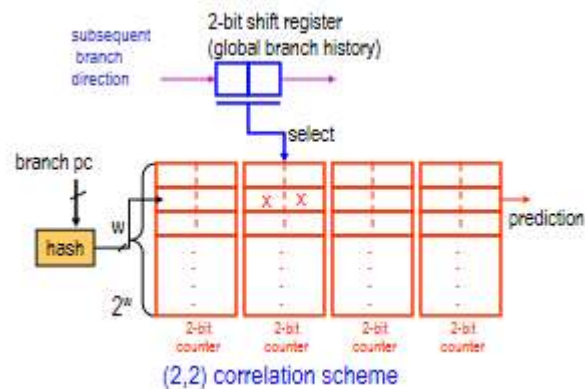 2-bit shift register
(global branch history)
subsequent
branch
direction
select
branch pc
X X
prediction
w
hash
2ʷ
2-bit
counter
2-bit
counter
2-bit
counter
2-bit
counter
(2,2) correlation scheme